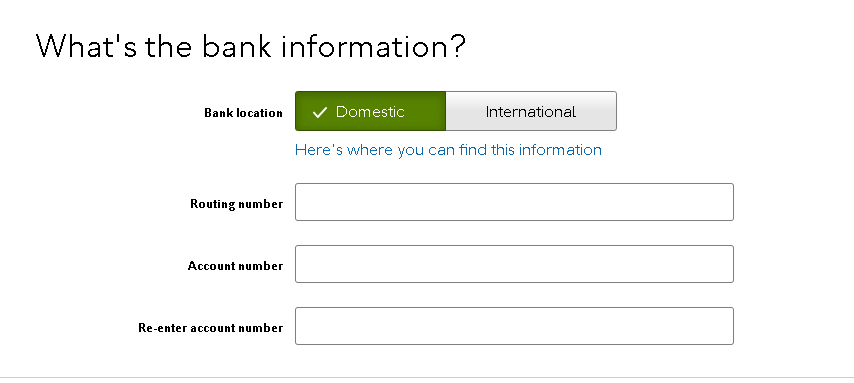 What's the bank information?
Bank location Domestic International
Here's where you can find this information
Routing number
Account number
Re-enter account number